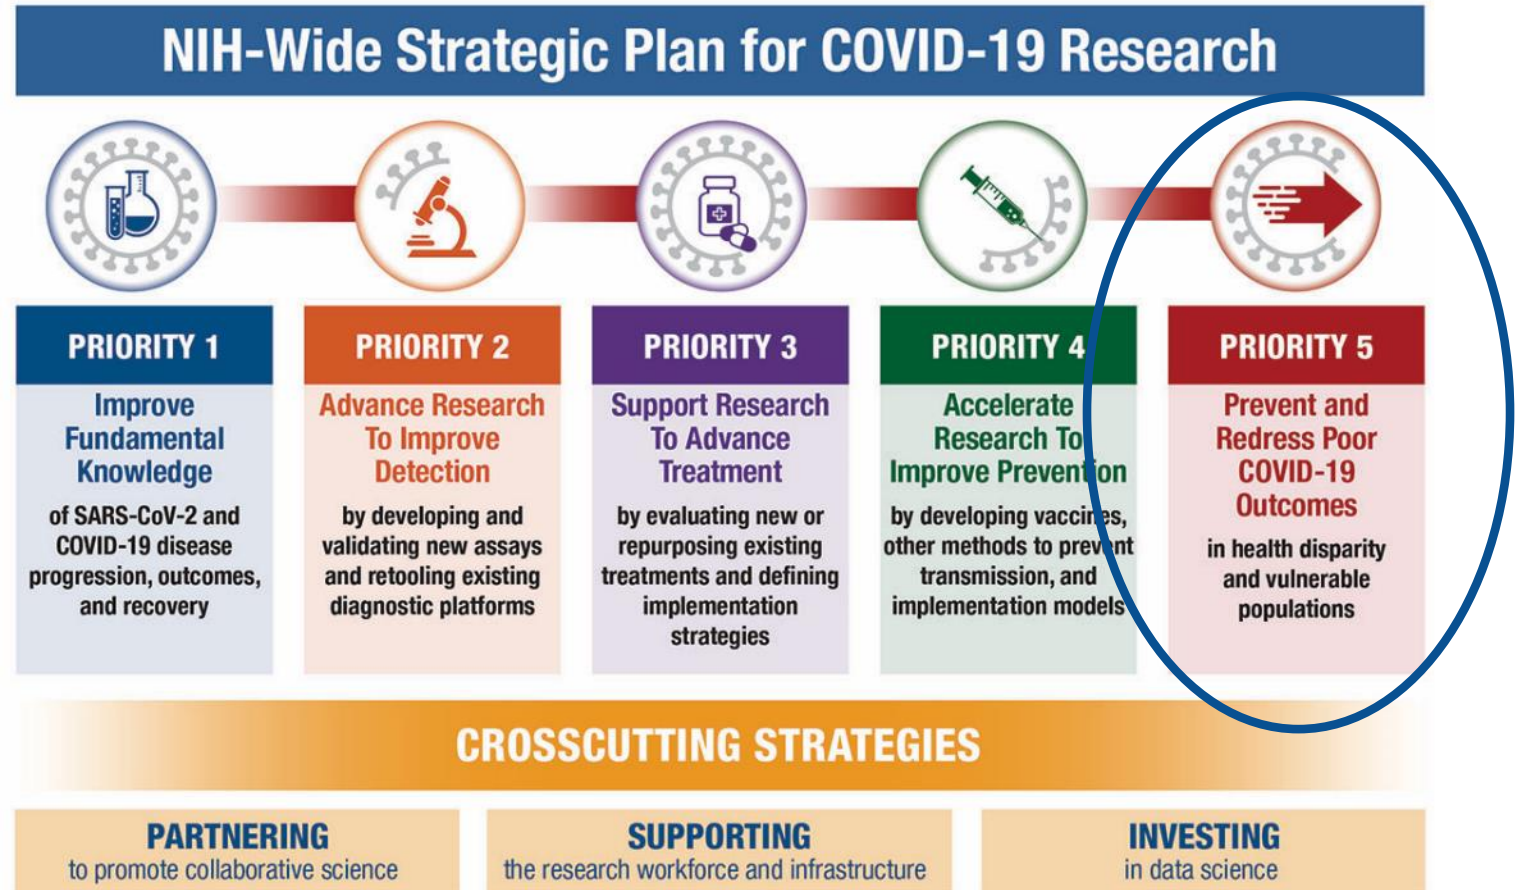 NIH-Wide Strategic Plan for COVID-19 Research
PRIORITY 1
Improve
Fundamental
Knowledge
of SARS-CoV-2 and
COVID-19 disease
progression, outcomes,
and recovery
PRIORITY 2
Advance Research
To Improve
Detection
by developing and
validating new assays
and retooling existing
diagnostic platforms
PRIORITY 3
Support Research
To Advance
Treatment
by evaluating new or
repurposing existing
treatments and defining
implementation
strategies
PRIORITY 4
Accelerate
Research To
Improve Prevention
by developing vaccines,
other methods to prevent
transmission, and
implementation models
PRIORITY 5
Prevent and
Redress Poor
COVID-19
Outcomes
in health disparity
and vulnerable
populations
CROSSCUTTING STRATEGIES
PARTNERING
to promote collaborative science
SUPPORTING
the research workforce and infrastructure
INVESTING
in data science